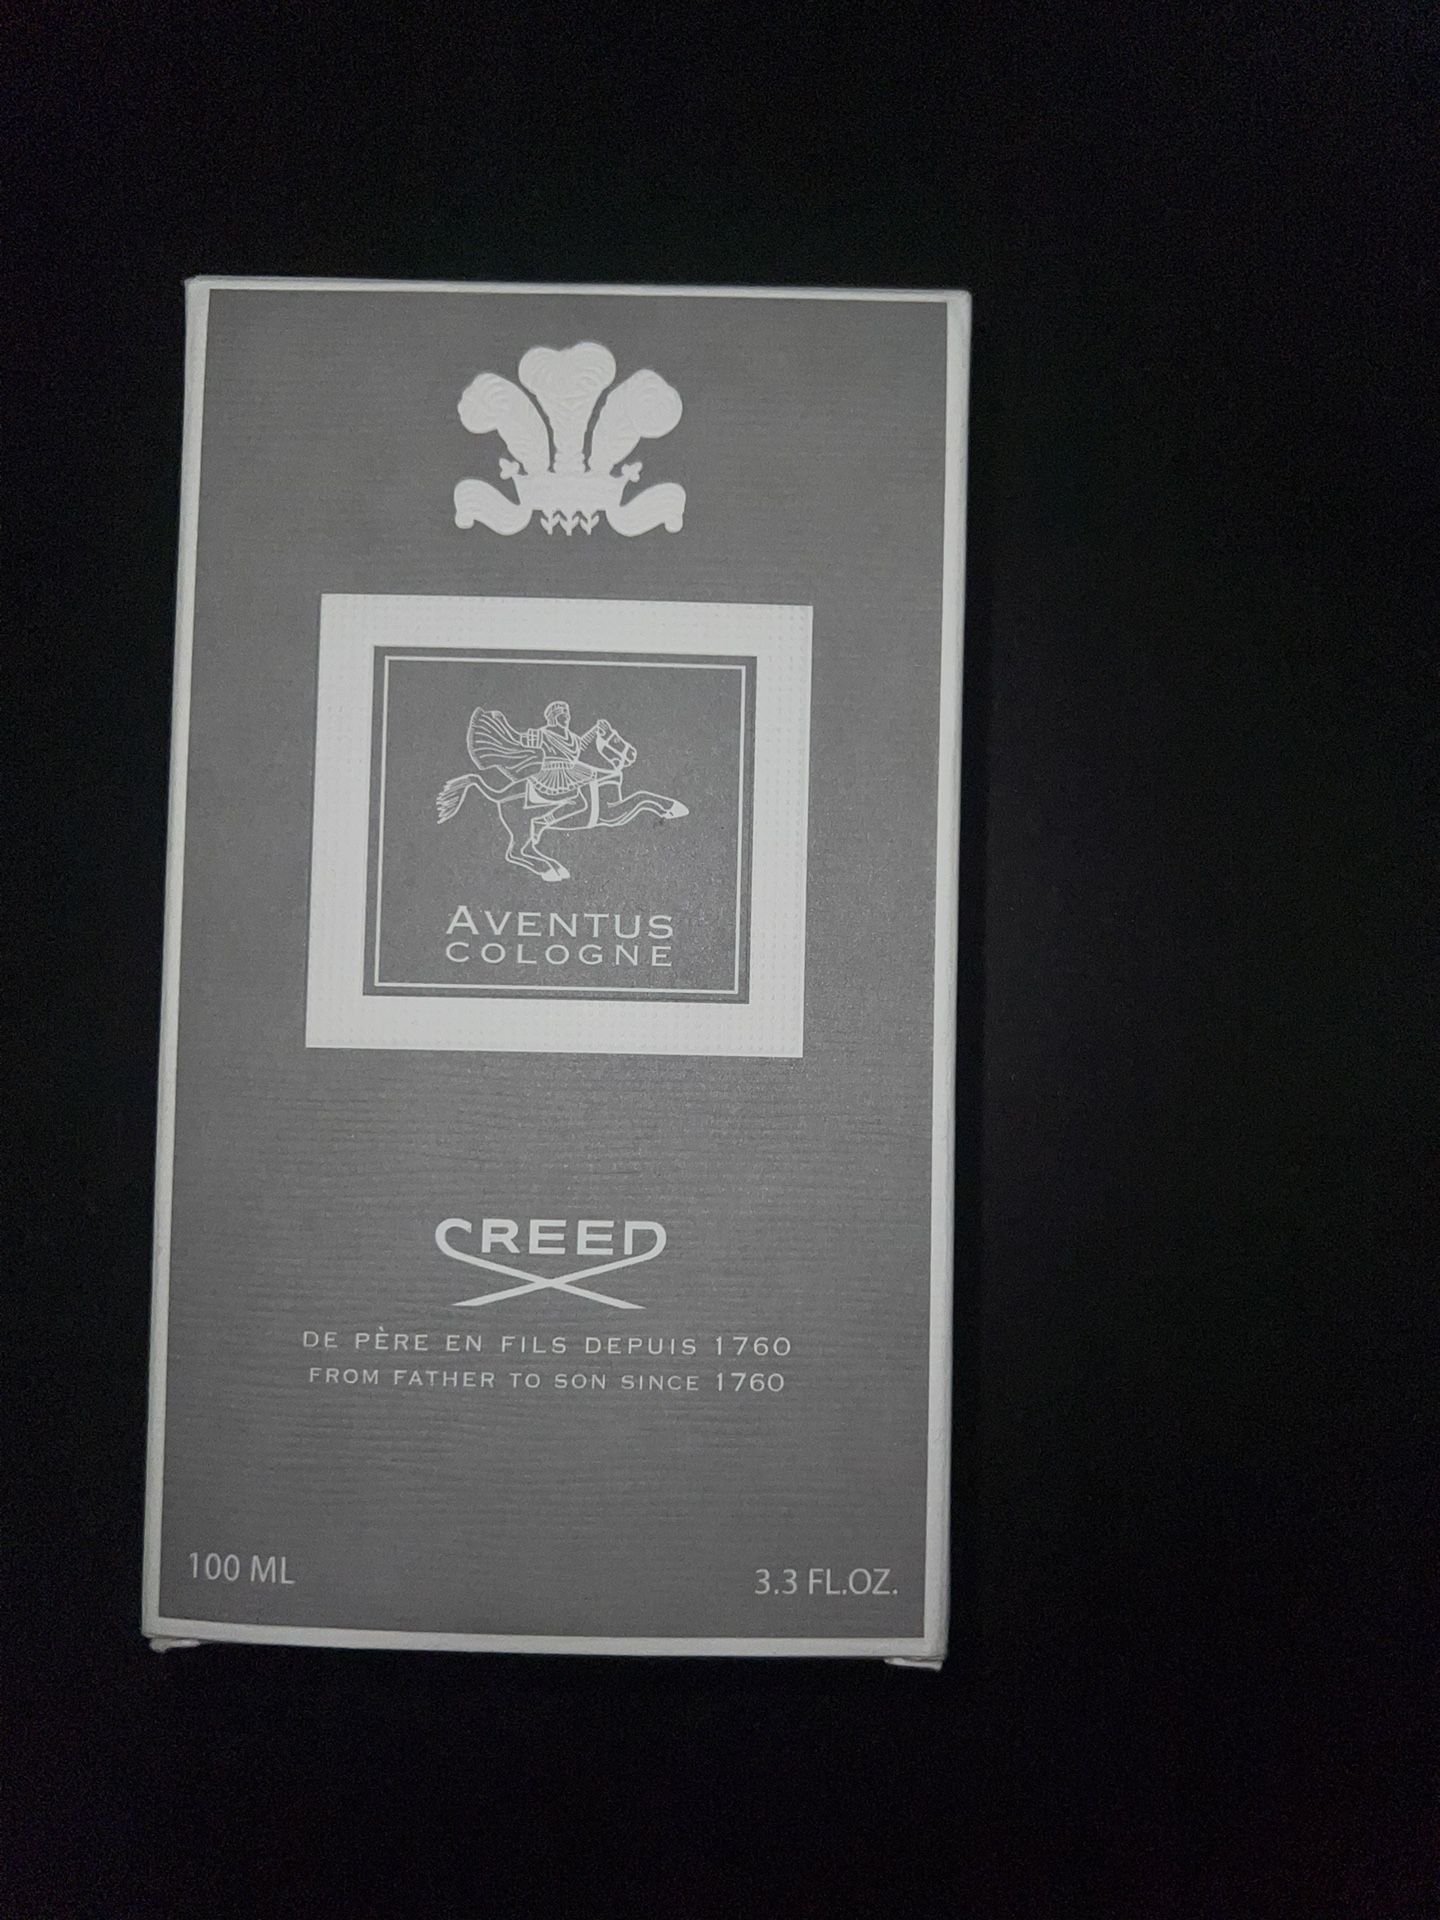 AVENTUS
COLOGNE
CREED
DE PÈRE EN FILS DEPUIS 1760
FROM FATHER TO SON SINCE 1760
100 ML
3.3 FL.OZ.